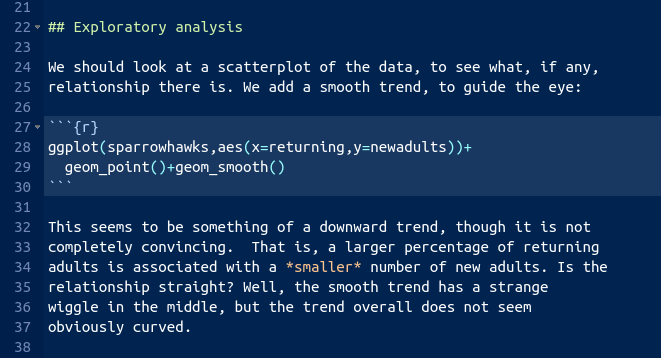 21
22 ## Exploratory analysis
23
24 We should look at a scatterplot of the data, to see what, if any,
25 relationship there is. We add a smooth trend, to guide the eye:
26
27 ```{r}
28 ggplot(sparrowhawks,aes(x=returning,y=newadults))+
29   geom_point()+geom_smooth()
30 ```
31
32 This seems to be something of a downward trend, though it is not
33 completely convincing.  That is, a larger percentage of returning
34 adults is associated with a *smaller* number of new adults. Is the
35 relationship straight? Well, the smooth trend has a strange
36 wiggle in the middle, but the trend overall does not seem
37 obviously curved.
38